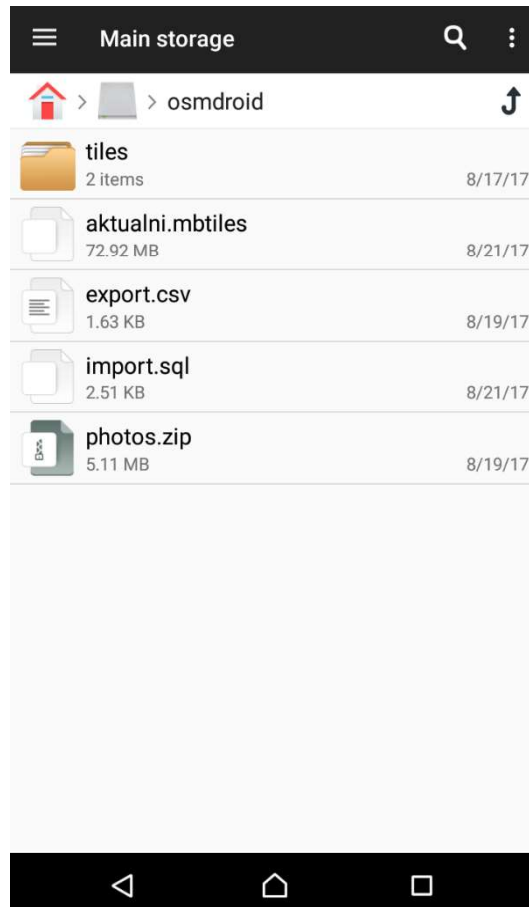 Main storage
osmdroid
tiles
2 items 8/17/17
aktualni.mbtiles
72.92 MB 8/21/17
export.csv
1.63 KB 8/19/17
import.sql
2.51 KB 8/21/17
photos.zip
5.11 MB 8/19/17